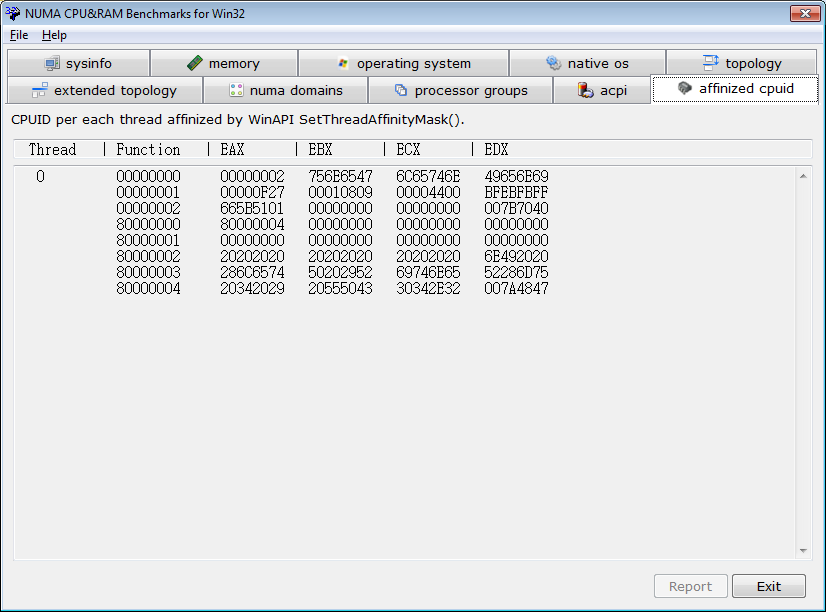 NUMA CPU&RAM Benchmarks for Win32
File Help
sysinfo memory operating system native os topology
extended topology numa domains processor groups acpi affinized cpuid
CPUID per each thread affinized by WinAPI SetThreadAffinityMask().
Thread | Function | EAX | EBX | ECX | EDX
0 00000000 00000002 756E6547 6C65746E 49656E69
00000001 00000F27 00010809 00004400 BFEBFBFF
00000002 665B5101 00000000 00000000 007B7040
80000000 80000004 00000000 00000000 00000000
80000001 00000000 00000000 00000000 00000000
80000002 20202020 20202020 20202020 6E492020
80000003 286C6574 50202952 69746E65 52286D75
80000004 20342029 20555043 30342E32 007A4847
Report Exit